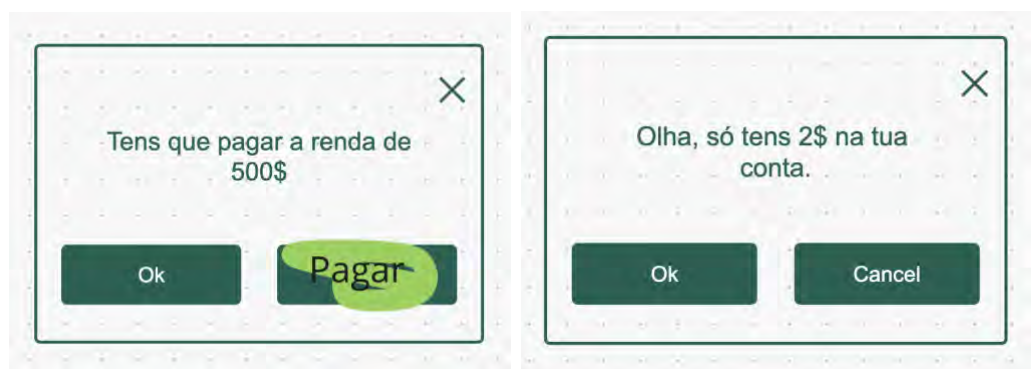 Tens que pagar a renda de
500$
Ok
Pagar
Olha, só tens 2$ na tua
conta.
Ok
Cancel